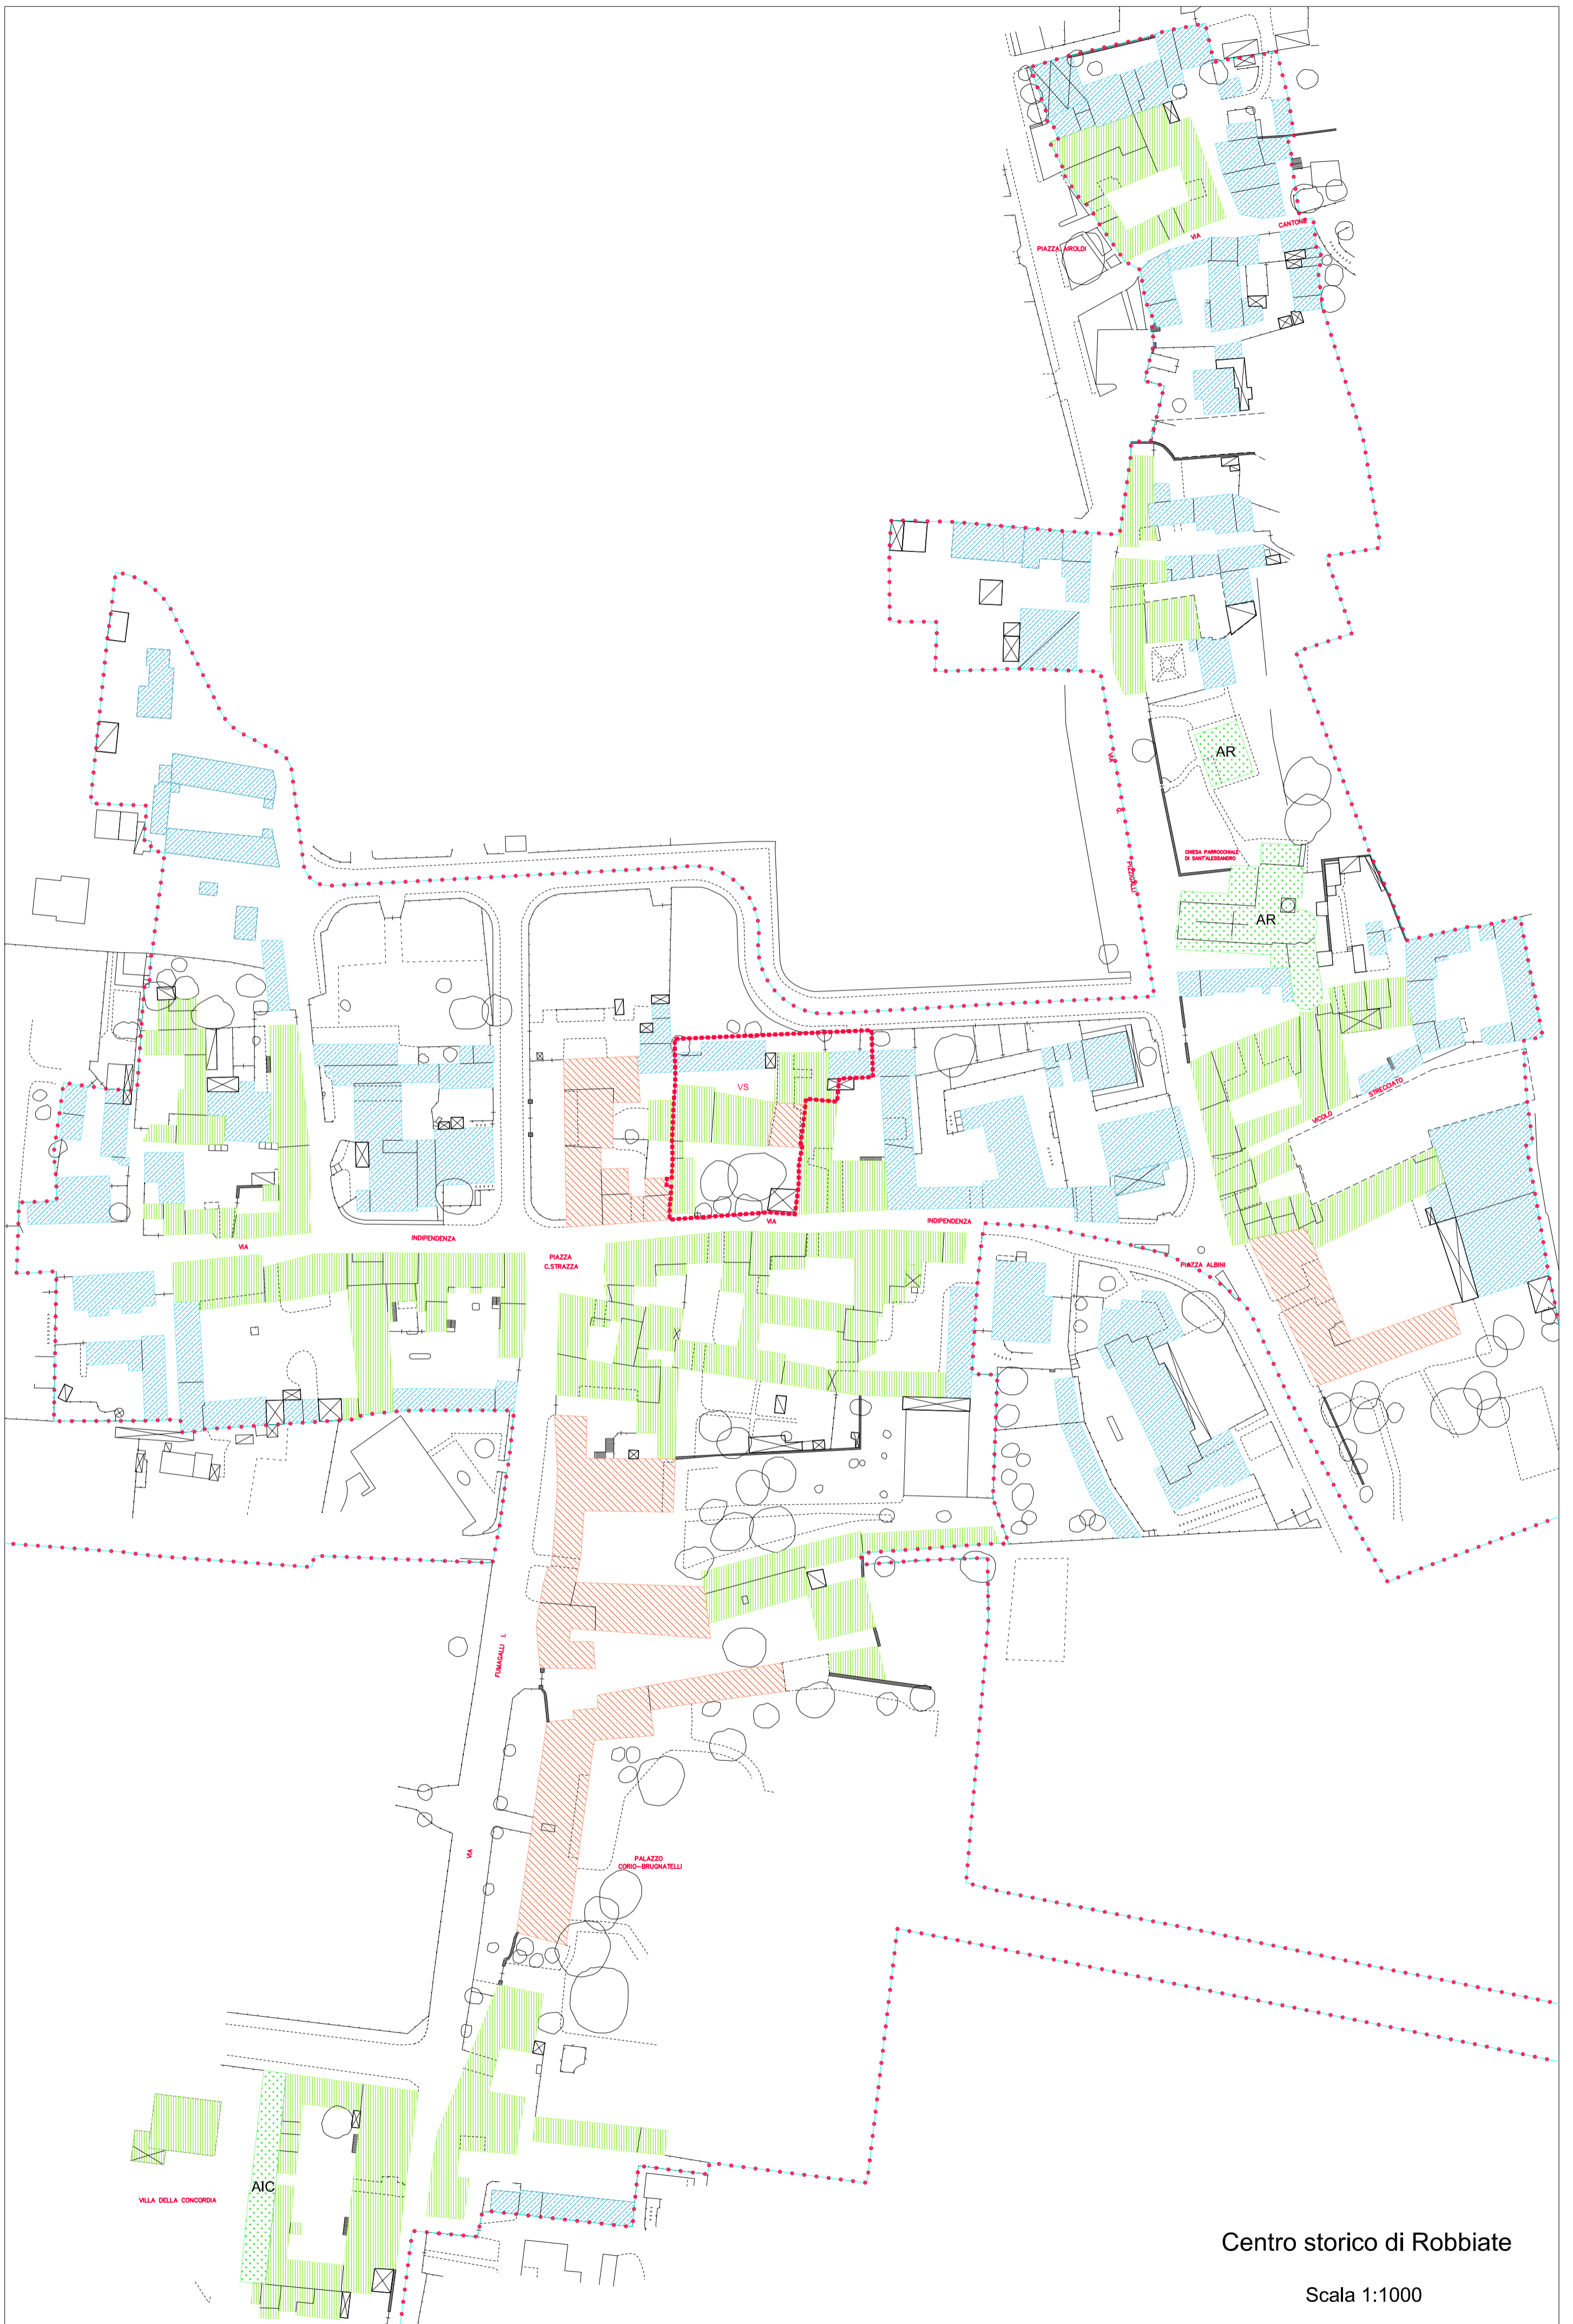 PIAZZA AIROLDI
VIA
CANTONE
AR
VIA
G.
FUZIGALLI
CHIESA PARROCCHIALE
DI SANT'ALESSANDRO
AR
VS
VICOLO
STRECCIATO
VIA
INDIPENDENZA
PIAZZA
C.STRAZZA
VIA
INDIPENDENZA
PIAZZA ALBINI
FUMAGALLI L.
VIA
PALAZZO
CORIO-BRUGNATELLI
AIC
VILLA DELLA CONCORDIA
Centro storico di Robbiate
Scala 1:1000